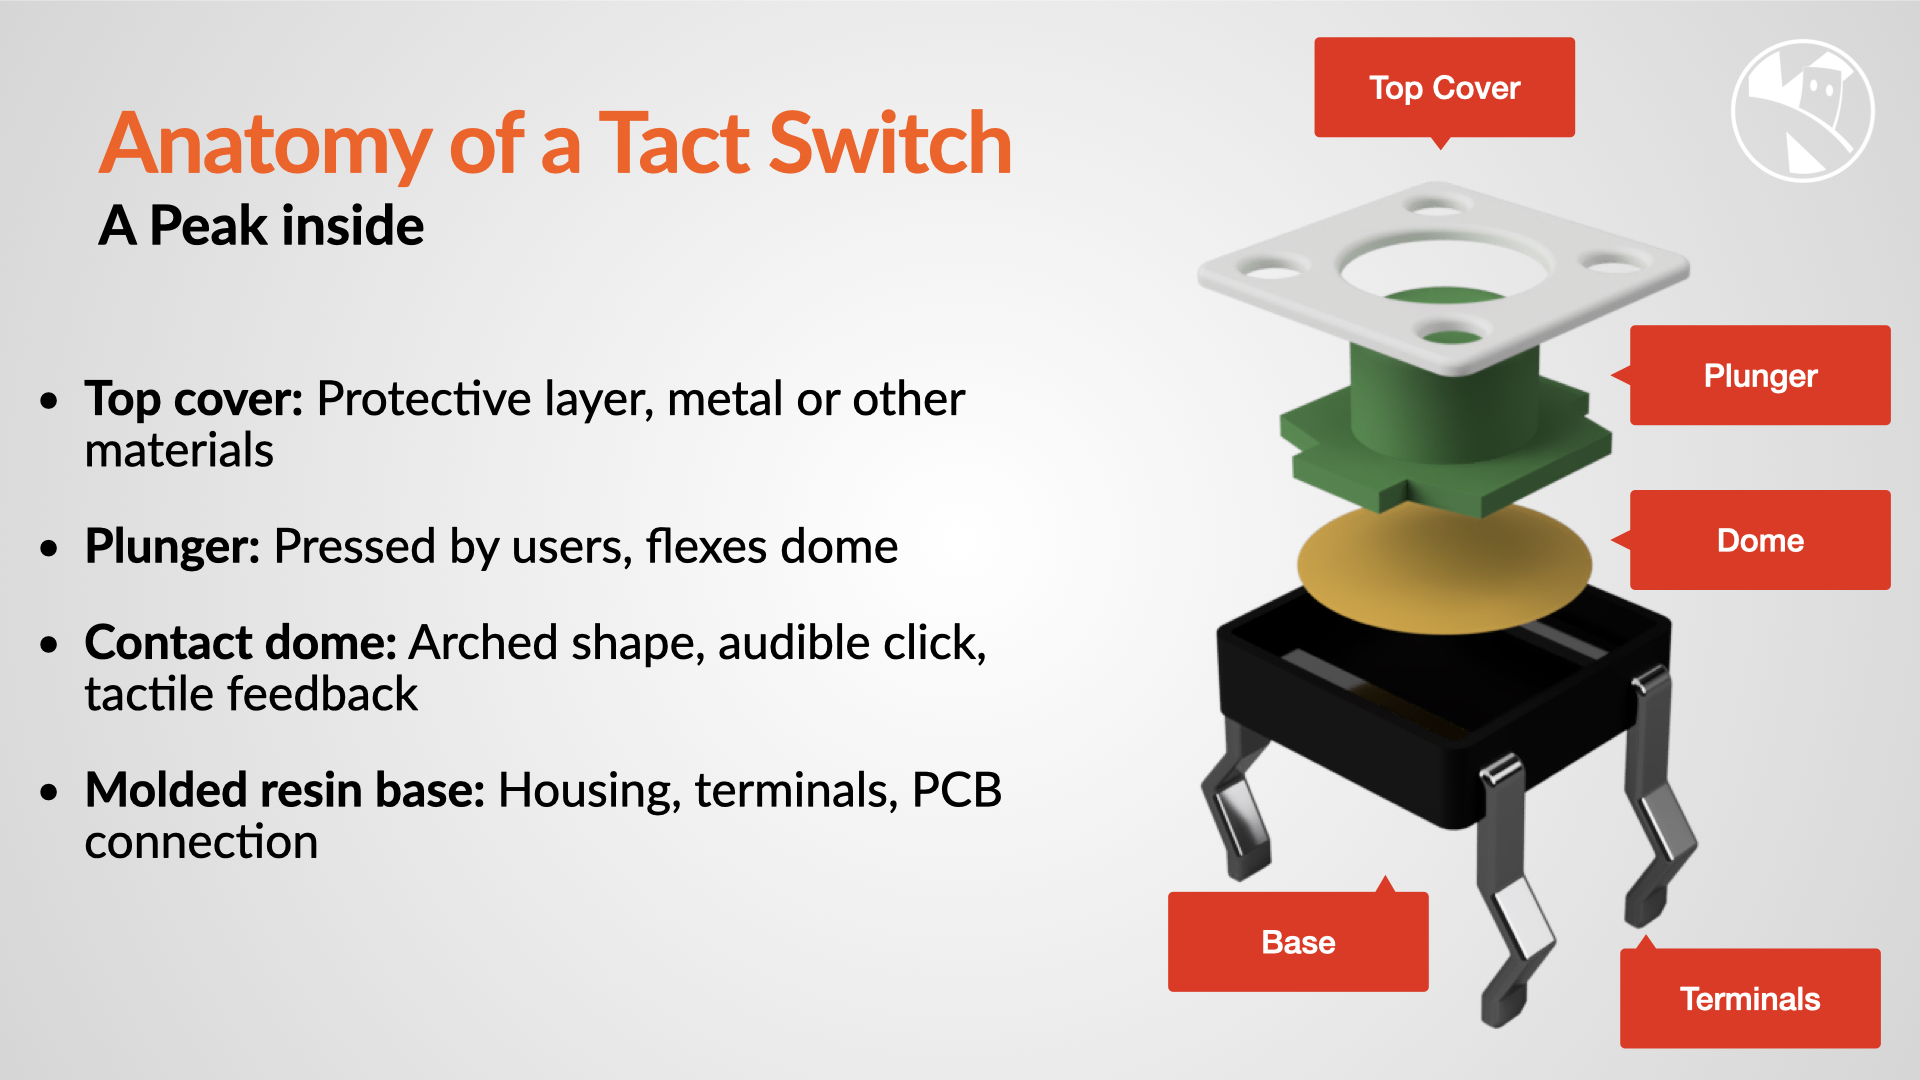 Anatomy of a Tact Switch
A Peak inside
• Top cover: Protective layer, metal or other
materials
• Plunger: Pressed by users, flexes dome
• Contact dome: Arched shape, audible click,
tactile feedback
• Molded resin base: Housing, terminals, PCB
connection
Top Cover
Plunger
Dome
Base
Terminals